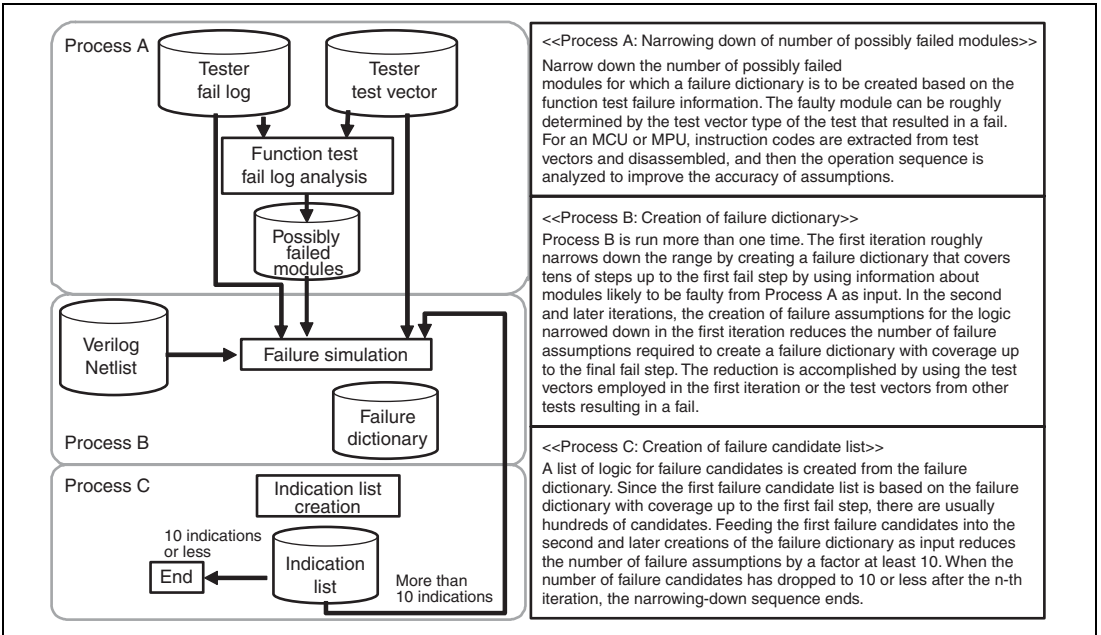 Process A
Tester
fail log
Tester
test vector
Function test
fail log analysis
Possibly
failed
modules
Verilog
Netlist
Failure simulation
Failure
dictionary
Process B
Process C
Indication list
creation
10 indications
or less
End
Indication
list
More than
10 indications
<<Process A: Narrowing down of number of possibly failed modules>>
Narrow down the number of possibly failed
modules for which a failure dictionary is to be created based on the
function test failure information. The faulty module can be roughly
determined by the test vector type of the test that resulted in a fail.
For an MCU or MPU, instruction codes are extracted from test
vectors and disassembled, and then the operation sequence is
analyzed to improve the accuracy of assumptions.
<<Process B: Creation of failure dictionary>>
Process B is run more than one time. The first iteration roughly
narrows down the range by creating a failure dictionary that covers
tens of steps up to the first fail step by using information about
modules likely to be faulty from Process A as input. In the second
and later iterations, the creation of failure assumptions for the logic
narrowed down in the first iteration reduces the number of failure
assumptions required to create a failure dictionary with coverage up
to the final fail step. The reduction is accomplished by using the test
vectors employed in the first iteration or the test vectors from other
tests resulting in a fail.
<<Process C: Creation of failure candidate list>>
A list of logic for failure candidates is created from the failure
dictionary. Since the first failure candidate list is based on the failure
dictionary with coverage up to the first fail step, there are usually
hundreds of candidates. Feeding the first failure candidates into the
second and later creations of the failure dictionary as input reduces
the number of failure assumptions by a factor at least 10. When the
number of failure candidates has dropped to 10 or less after the n-th
iteration, the narrowing-down sequence ends.